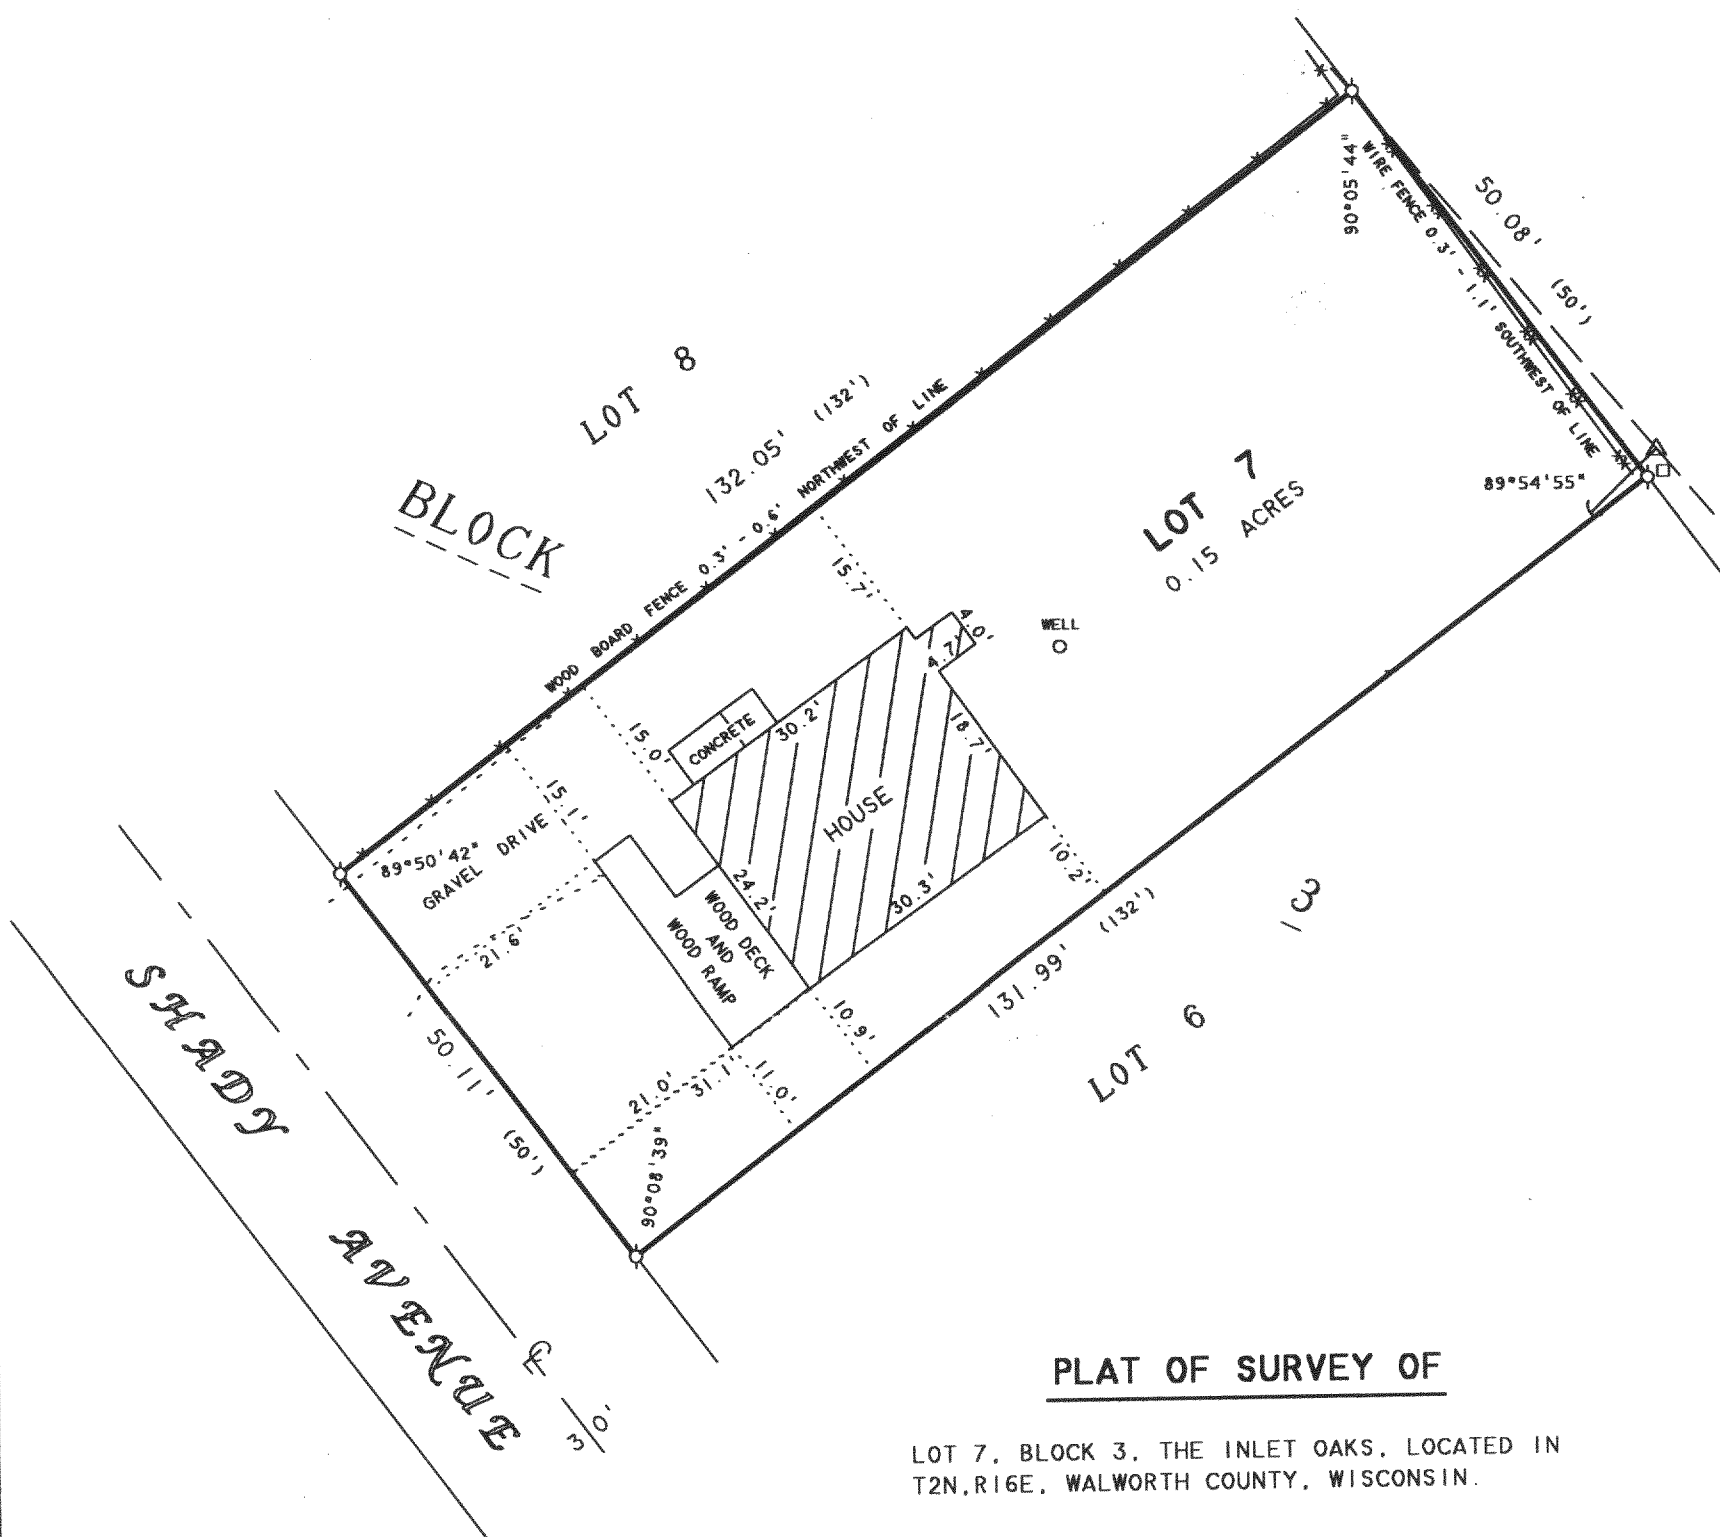 50.08' (50')
90°05'44"
WIRE FENCE 0.3' - 1.1' SOUTHWEST OF LINE
89°54'55"
LOT 8
BLOCK
132.05' (132')
WOOD BOARD FENCE 0.3' - 0.6' NORTHWEST OF LINE
LOT 7
0.15 ACRES
15.7'
4.0'
4.7'
WELL
15.0'
CONCRETE
30.2'
18.7'
HOUSE
15.1'
89°50'42"
GRAVEL DRIVE
24.2'
30.3'
10.2'
WOOD DECK
AND
WOOD RAMP
21.6'
10.9'
131.99' (132')
3
LOT 6
50.11' (50')
21.0'
31.1'
11.0'
90°08'39"
SHADY AVENUE
℄
30'
PLAT OF SURVEY OF
LOT 7, BLOCK 3, THE INLET OAKS, LOCATED IN
T2N,R16E, WALWORTH COUNTY, WISCONSIN.